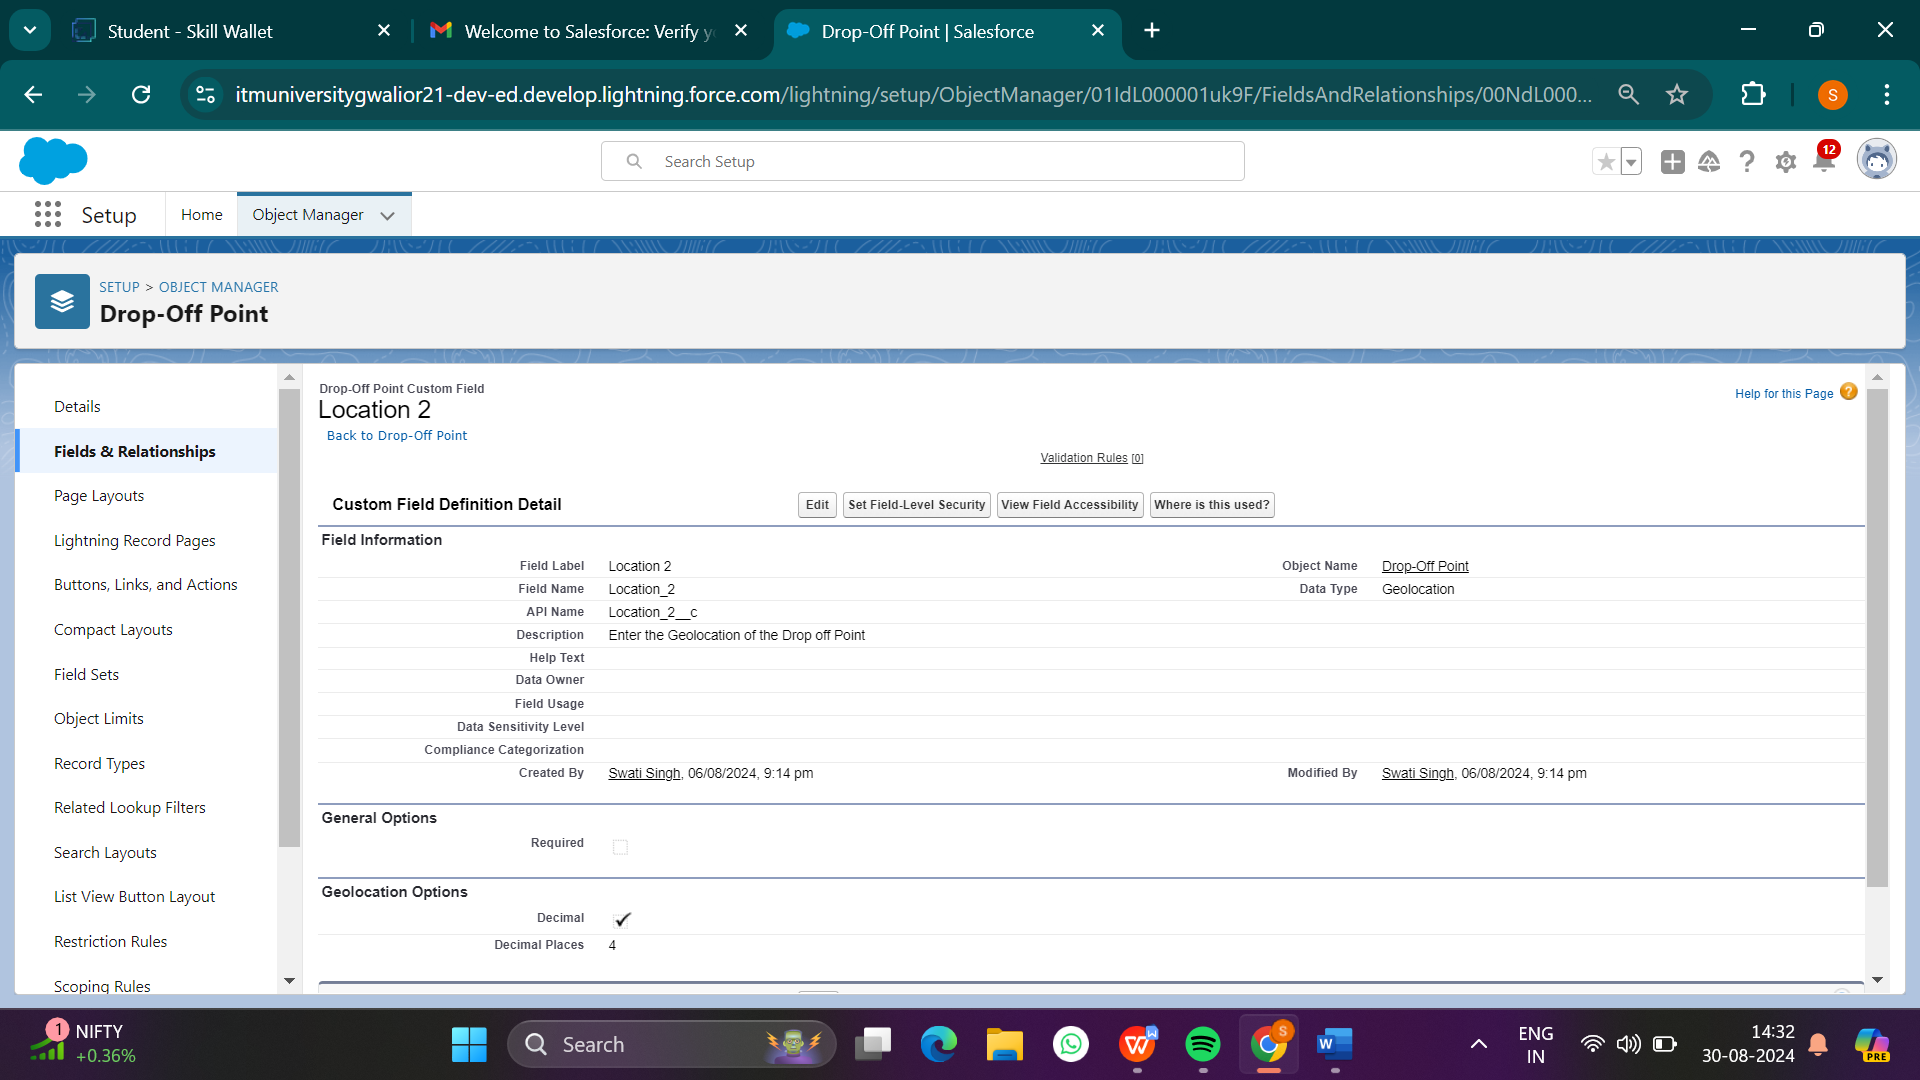 Student - Skill Wallet
Welcome to Salesforce: Verify yo
Drop-Off Point | Salesforce
itmuniversitygwalior21-dev-ed.develop.lightning.force.com/lightning/setup/ObjectManager/01IdL000001uk9F/FieldsAndRelationships/00NdL000...
S
Search Setup
12
Setup
Home
Object Manager
SETUP > OBJECT MANAGER
Drop-Off Point
Details
Fields & Relationships
Page Layouts
Lightning Record Pages
Buttons, Links, and Actions
Compact Layouts
Field Sets
Object Limits
Record Types
Related Lookup Filters
Search Layouts
List View Button Layout
Restriction Rules
Scoping Rules
Drop-Off Point Custom Field
Location 2
Back to Drop-Off Point
Help for this Page
Validation Rules [0]
Custom Field Definition Detail
Edit
Set Field-Level Security
View Field Accessibility
Where is this used?
Field Information
Field Label Location 2 Object Name Drop-Off Point
Field Name Location_2 Data Type Geolocation
API Name Location_2__c
Description Enter the Geolocation of the Drop off Point
Help Text
Data Owner
Field Usage
Data Sensitivity Level
Compliance Categorization
Created By Swati Singh, 06/08/2024, 9:14 pm Modified By Swati Singh, 06/08/2024, 9:14 pm
General Options
Required
Geolocation Options
Decimal
Decimal Places 4
1
NIFTY
+0.36%
Search
S
ENG
IN
14:32
30-08-2024
PRE